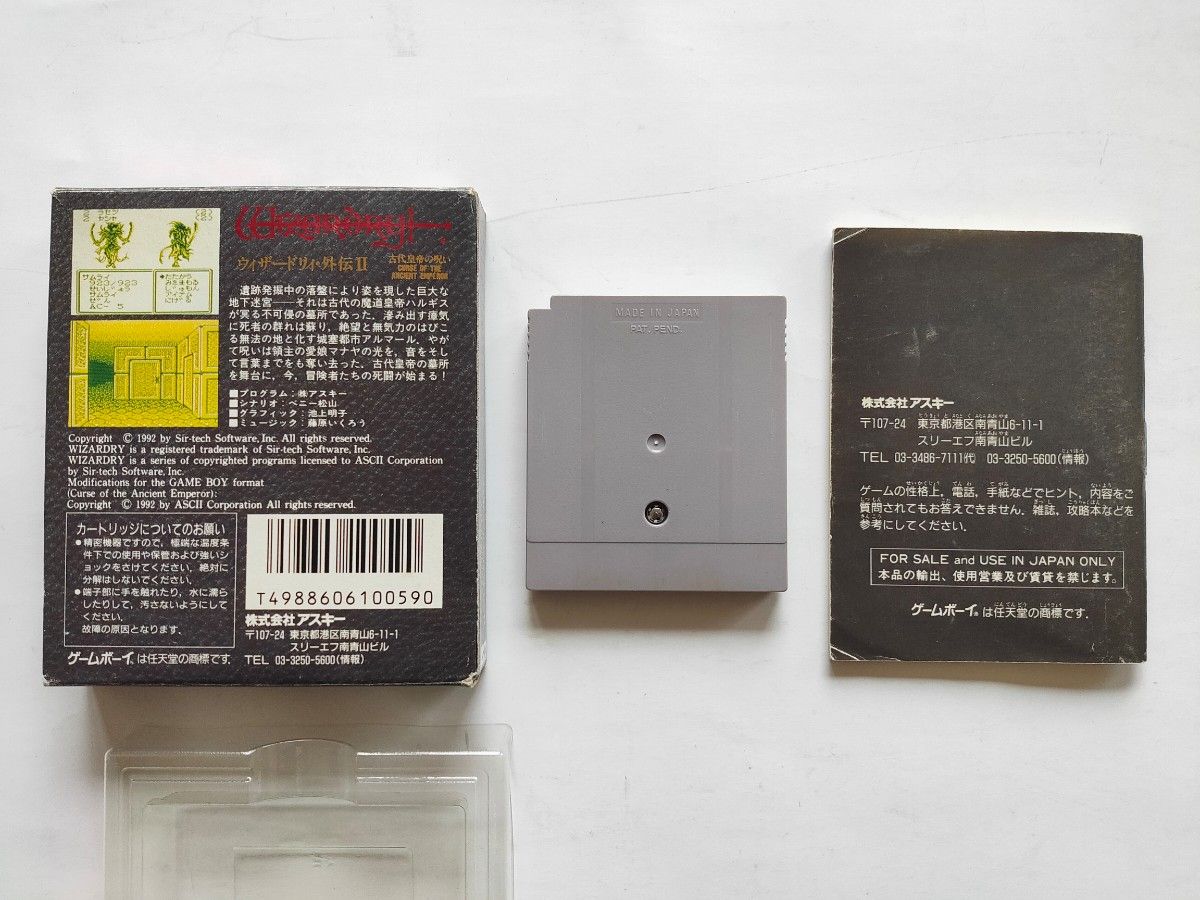 サムライ
923/923
AC- 5
たたかう
Wizardry
ウィザードリィ・外伝II
古代皇帝の呪い
CURSE OF THE
ANCIENT EMPEROR
遺跡発掘中の落盤により姿を現した巨大な
地下迷宮——それは古代の魔道皇帝ハルギス
が冥る不可侵の墓所であった。滲み出す瘴気
に死者の群れは蘇り，絶望と無気力のはびこ
る無法の地と化す城塞都市アルマール。やが
て呪いは領主の愛娘マナヤの光を，音をそし
て言葉までをも奪い去った。古代皇帝の墓所
を舞台に，今，冒険者たちの死闘が始まる！
■プログラム：㈱アスキー
■シナリオ：ベニー松山
■グラフィック：池上明子
■ミュージック：藤原いくろう
Copyright © 1992 by Sir-tech Software, Inc. All rights reserved.
WIZARDRY is a registered trademark of Sir-tech Software, Inc.
WIZARDRY is a series of copyrighted programs licensed to ASCII Corporation
by Sir-tech Software, Inc.
Modifications for the GAME BOY format
(Curse of the Ancient Emperor):
Copyright © 1992 by ASCII Corporation All rights reserved.
カートリッジについてのお願い
●精密機器ですので，極端な温度条
件下での使用や保管および強いシ
ョックをさけてください。絶対に
分解はしないでください。
●端子部に手を触れたり，水に濡ら
したりして，汚さないようにして
ください。
故障の原因となります。
ゲームボーイは任天堂の商標です.
T4988606100590
株式会社アスキー
〒107-24 東京都港区南青山6-11-1
スリーエフ南青山ビル
TEL 03-3250-5600(情報)
MADE IN JAPAN
PAT. PEND.
株式会社アスキー
〒107-24 東京都港区南青山6-11-1
スリーエフ南青山ビル
TEL 03-3486-7111代 03-3250-5600(情報)
ゲームの性格上，電話，手紙などでヒント，内容をご
質問されてもお答えできません．雑誌，攻略本などを
参考にしてください．
FOR SALE and USE IN JAPAN ONLY
本品の輸出、使用営業及び賃貸を禁じます。
ゲームボーイは任天堂の商標です.